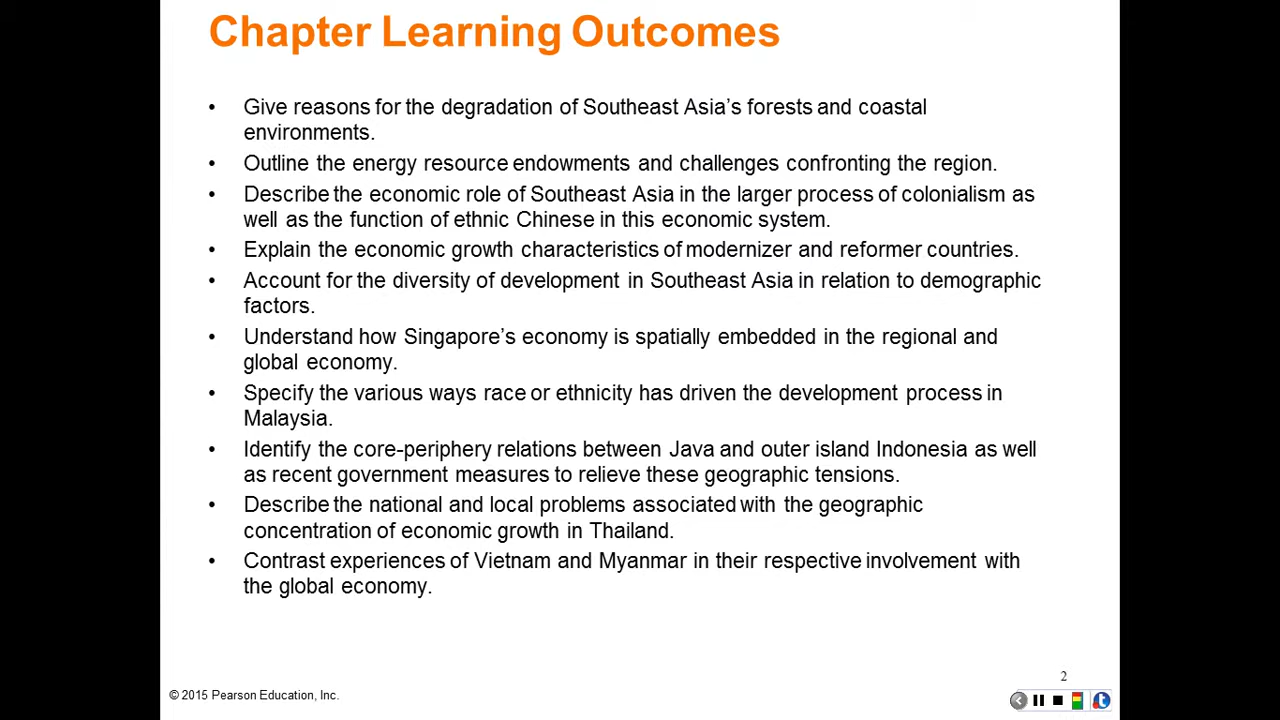 Chapter Learning Outcomes
• Give reasons for the degradation of Southeast Asia’s forests and coastal
environments.
• Outline the energy resource endowments and challenges confronting the region.
• Describe the economic role of Southeast Asia in the larger process of colonialism as
well as the function of ethnic Chinese in this economic system.
• Explain the economic growth characteristics of modernizer and reformer countries.
• Account for the diversity of development in Southeast Asia in relation to demographic
factors.
• Understand how Singapore’s economy is spatially embedded in the regional and
global economy.
• Specify the various ways race or ethnicity has driven the development process in
Malaysia.
• Identify the core-periphery relations between Java and outer island Indonesia as well
as recent government measures to relieve these geographic tensions.
• Describe the national and local problems associated with the geographic
concentration of economic growth in Thailand.
• Contrast experiences of Vietnam and Myanmar in their respective involvement with
the global economy.
2
© 2015 Pearson Education, Inc.
t